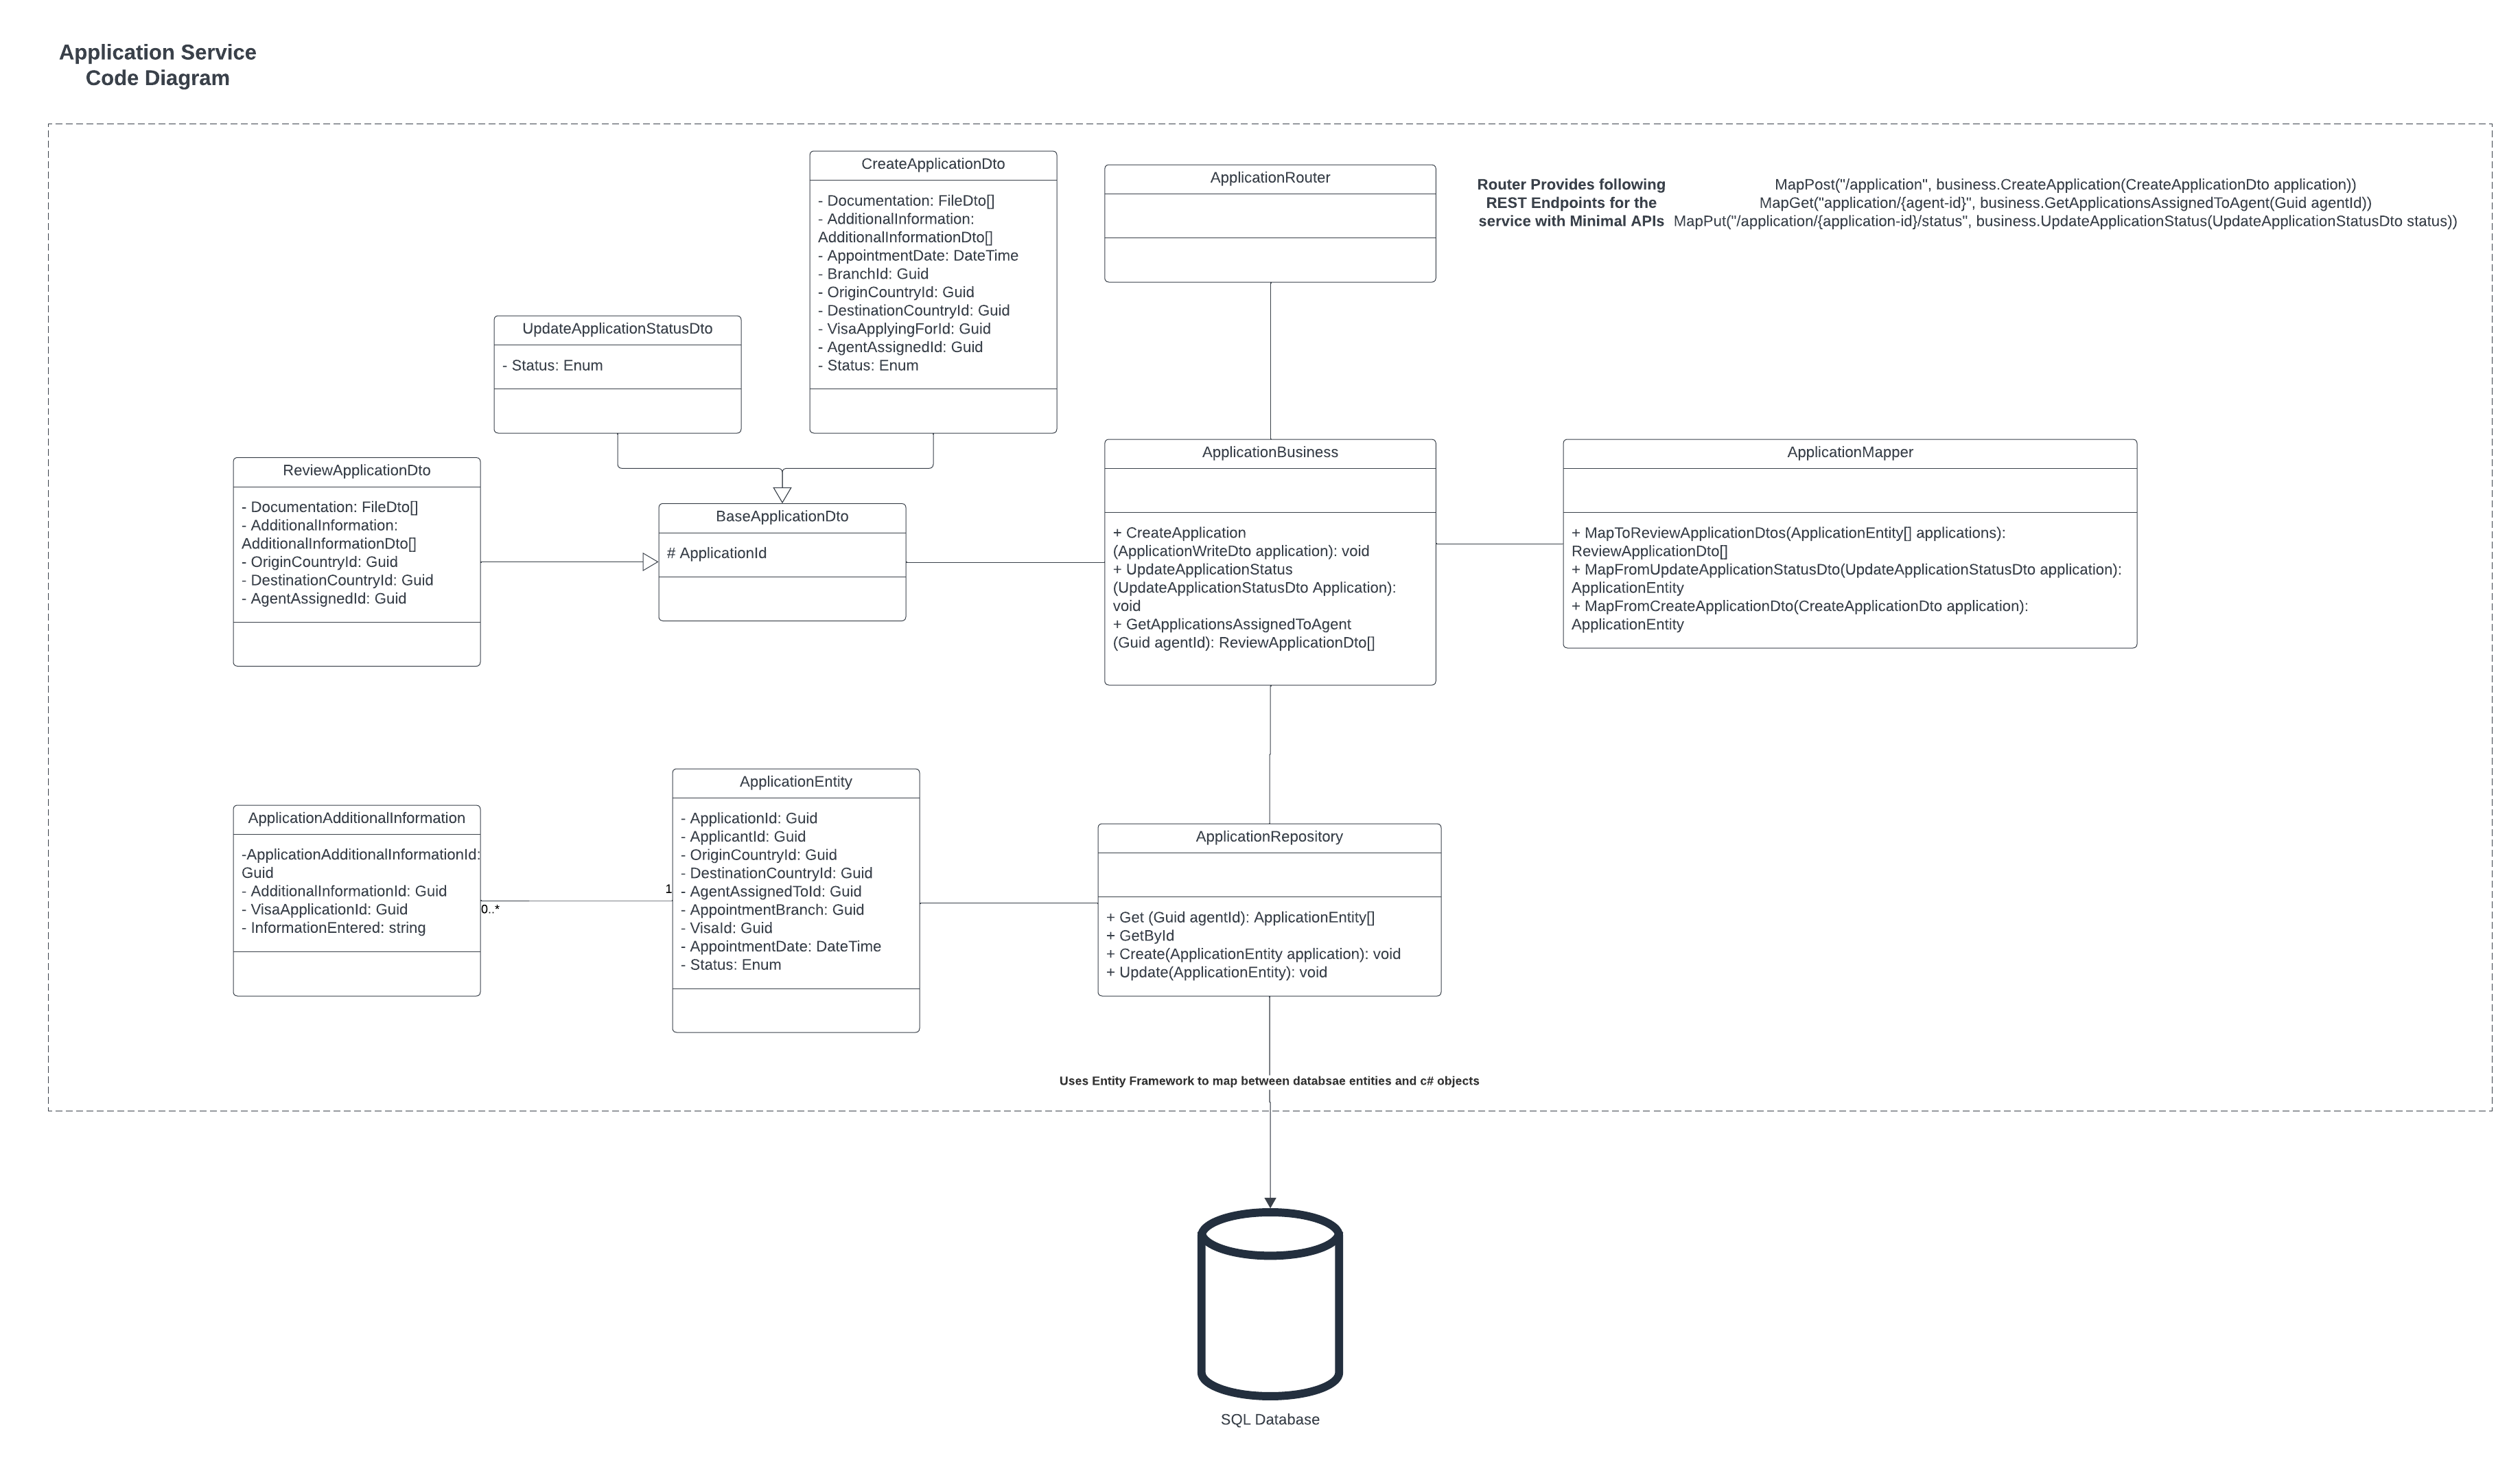 Application Service
Code Diagram
CreateApplicationDto
- Documentation: FileDto[]
- AdditionalInformation:
AdditionalInformationDto[]
- AppointmentDate: DateTime
- BranchId: Guid
- OriginCountryId: Guid
- DestinationCountryId: Guid
- VisaApplyingForId: Guid
- AgentAssignedId: Guid
- Status: Enum
ApplicationRouter
Router Provides following
REST Endpoints for the
service with Minimal APIs
MapPost("/application", business.CreateApplication(CreateApplicationDto application))
MapGet("application/{agent-id}", business.GetApplicationsAssignedToAgent(Guid agentId))
MapPut("/application/{application-id}/status", business.UpdateApplicationStatus(UpdateApplicationStatusDto status))
UpdateApplicationStatusDto
- Status: Enum
ReviewApplicationDto
- Documentation: FileDto[]
- AdditionalInformation:
AdditionalInformationDto[]
- OriginCountryId: Guid
- DestinationCountryId: Guid
- AgentAssignedId: Guid
BaseApplicationDto
# ApplicationId
ApplicationBusiness
+ CreateApplication
(ApplicationWriteDto application): void
+ UpdateApplicationStatus
(UpdateApplicationStatusDto Application):
void
+ GetApplicationsAssignedToAgent
(Guid agentId): ReviewApplicationDto[]
ApplicationMapper
+ MapToReviewApplicationDtos(ApplicationEntity[] applications):
ReviewApplicationDto[]
+ MapFromUpdateApplicationStatusDto(UpdateApplicationStatusDto application):
ApplicationEntity
+ MapFromCreateApplicationDto(CreateApplicationDto application):
ApplicationEntity
ApplicationAdditionalInformation
-ApplicationAdditionalInformationId:
Guid
- AdditionalInformationId: Guid
- VisaApplicationId: Guid
- InformationEntered: string
0..*
1
ApplicationEntity
- ApplicationId: Guid
- ApplicantId: Guid
- OriginCountryId: Guid
- DestinationCountryId: Guid
- AgentAssignedToId: Guid
- AppointmentBranch: Guid
- VisaId: Guid
- AppointmentDate: DateTime
- Status: Enum
ApplicationRepository
+ Get (Guid agentId): ApplicationEntity[]
+ GetById
+ Create(ApplicationEntity application): void
+ Update(ApplicationEntity): void
Uses Entity Framework to map between databsae entities and c# objects
SQL Database